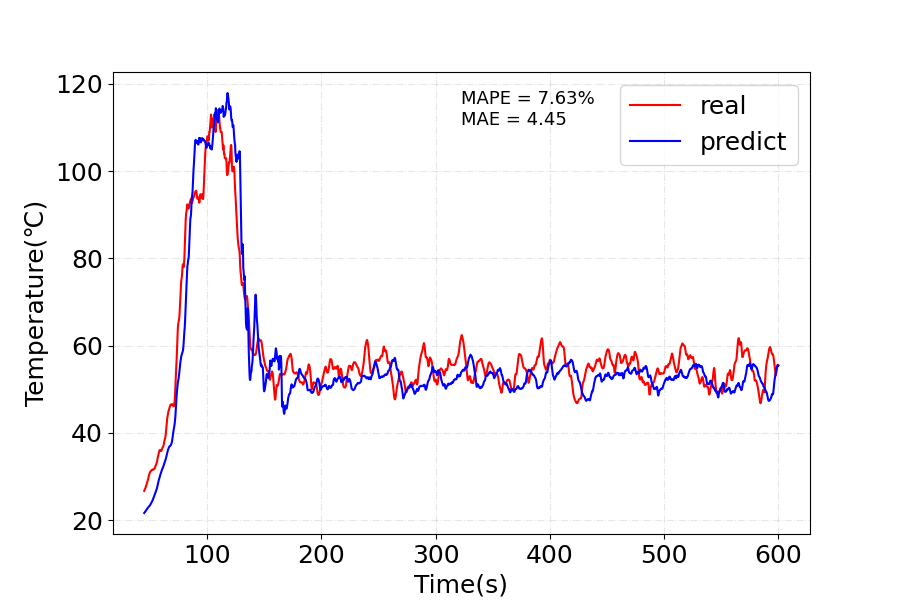 MAPE = 7.63%
MAE = 4.45
real
predict
120
100
80
60
40
20
Temperature(℃)
100 200 300 400 500 600
Time(s)